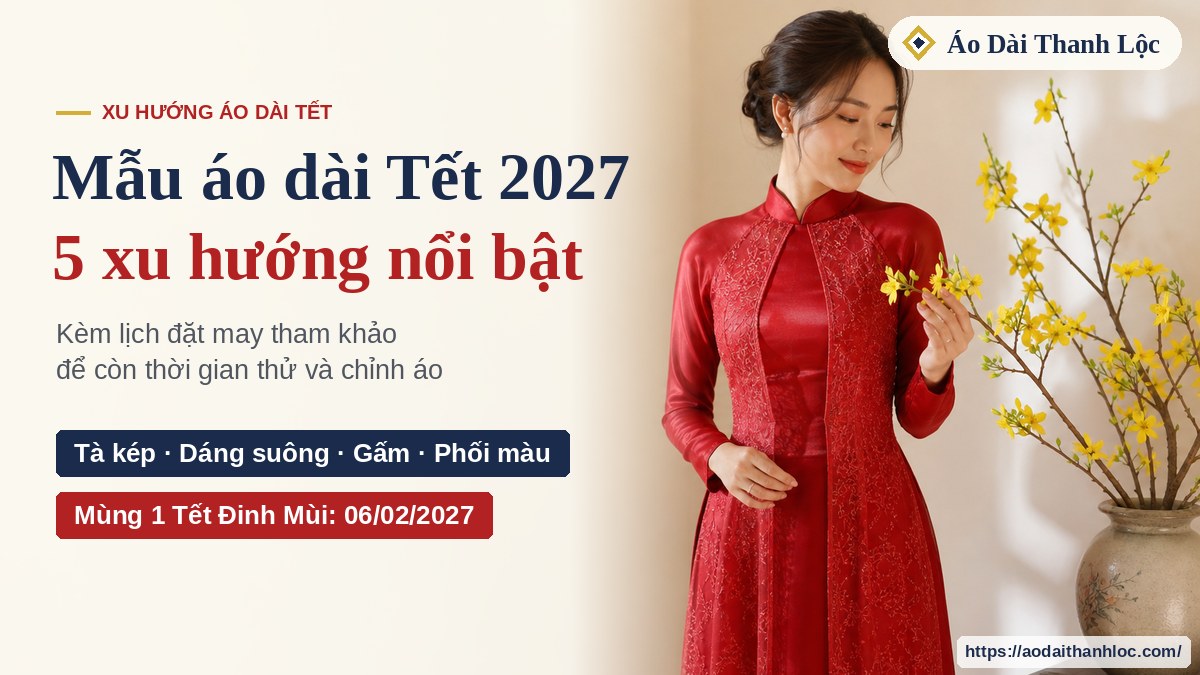 Áo Dài Thanh Lộc
XU HƯỚNG ÁO DÀI TẾT
Mẫu áo dài Tết 2027
5 xu hướng nổi bật
Kèm lịch đặt may tham khảo
để còn thời gian thử và chỉnh áo
Tà kép · Dáng suông · Gấm · Phối màu
Mùng 1 Tết Đinh Mùi: 06/02/2027
https://aodaithanhloc.com/